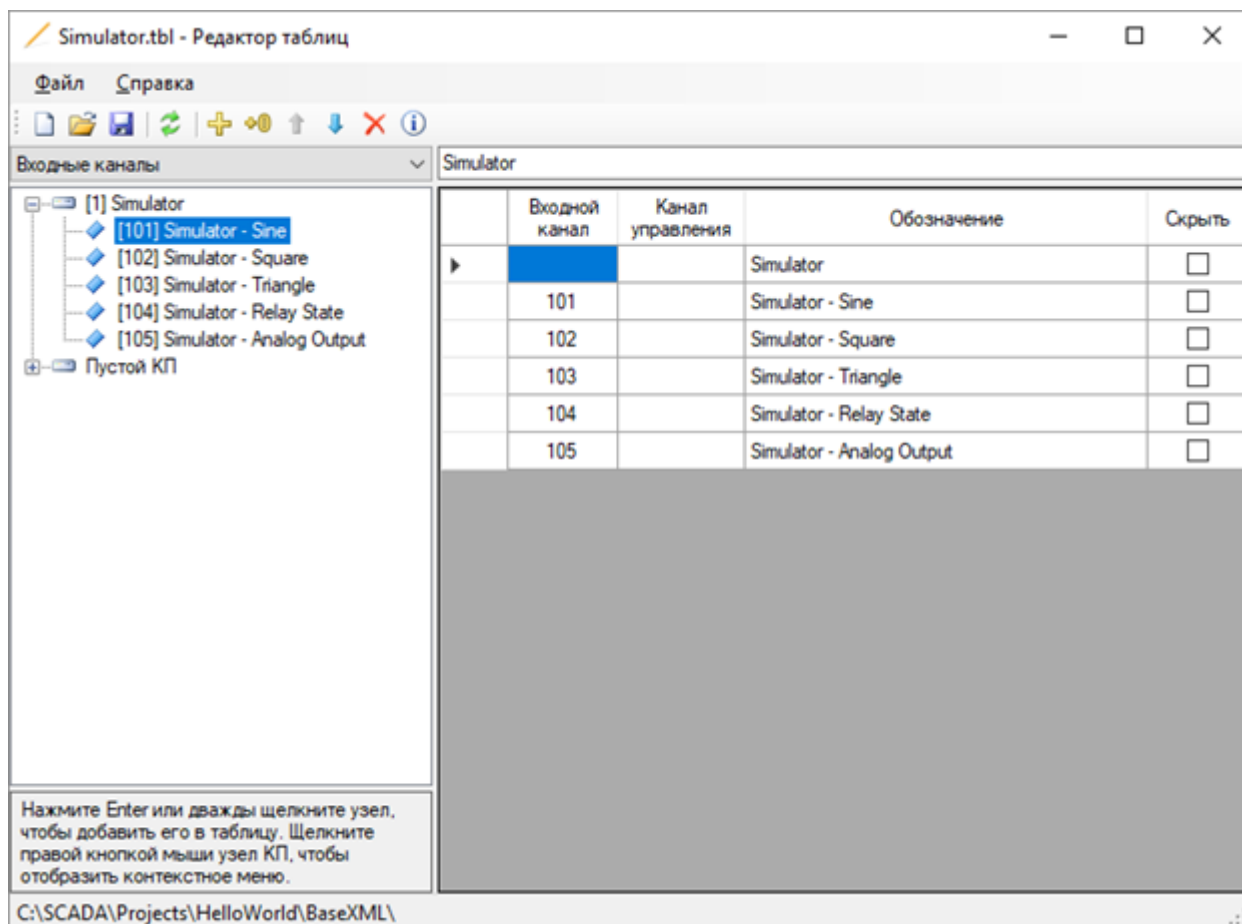 Simulator.tbl - Редактор таблиц
Файл Справка
Входные каналы
Simulator
[1] Simulator
[101] Simulator - Sine
[102] Simulator - Square
[103] Simulator - Triangle
[104] Simulator - Relay State
[105] Simulator - Analog Output
Пустой КП
Входной канал Канал управления Обозначение Скрыть
Simulator
101 Simulator - Sine
102 Simulator - Square
103 Simulator - Triangle
104 Simulator - Relay State
105 Simulator - Analog Output
Нажмите Enter или дважды щелкните узел,
чтобы добавить его в таблицу. Щелкните
правой кнопкой мыши узел КП, чтобы
отобразить контекстное меню.
C:\SCADA\Projects\HelloWorld\BaseXML\